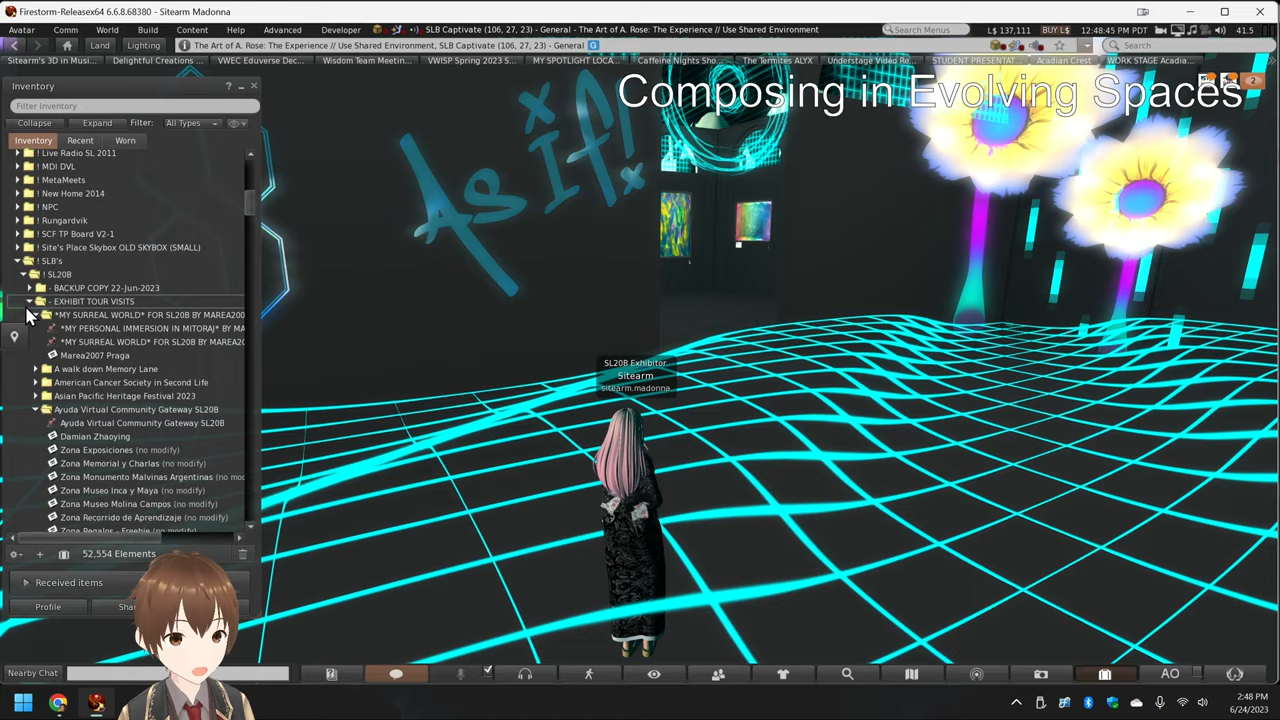 Firestorm-Releasex64 6.6.8.68380 - Sitearm Madonna
Avatar Comm World Build Content Advanced Developer SLB Captivate (106, 27, 23) - General - The Art of A. Rose: The Experience // Use Shared Environment L$ 137,111 BUY L$ Search Menus 12:48:45 PM PDT 41.5
Land Lighting The Art of A. Rose: The Experience // Use Shared Environment, SLB Captivate (106, 27, 23) - General G Search
Sitearm's 3D in Musi... Delightful Creations ... VWEC Eduverse Dec... Wisdom Team Meetin... VWISP Spring 2023 S... MY SPOTLIGHT LOCA... Caffeine Nights Sho... The Termites ALYX Understage Video Re... STUDENT PRESENTAT... Acadian Crest WORK STAGE Acadia...
Composing in Evolving Spaces
2
Inventory ?
Filter Inventory
Collapse Expand Filter: All Types
Inventory Recent Worn
! Live Radio SL 2011
! MDI DVL
! MetaMeets
! New Home 2014
! NPC
! Rungardvik
! SCF TP Board V2-1
! Site's Place Skybox OLD SKYBOX (SMALL)
! SLB's
! SL20B
- BACKUP COPY 22-Jun-2023
- EXHIBIT TOUR VISITS
*MY SURREAL WORLD* FOR SL20B BY MAREA200
*MY PERSONAL IMMERSION IN MITORAJ* BY MA
*MY SURREAL WORLD* FOR SL20B BY MAREA20
Marea2007 Praga
A walk down Memory Lane
American Cancer Society in Second Life
Asian Pacific Heritage Festival 2023
Ayuda Virtual Community Gateway SL20B
Ayuda Virtual Community Gateway SL20B
Damian Zhaoying
Zona Exposiciones (no modify)
Zona Memorial y Charlas (no modify)
Zona Monumento Malvinas Argentinas (no mod
Zona Museo Inca y Maya (no modify)
Zona Museo Molina Campos (no modify)
Zona Recorrido de Aprendizaje (no modify)
Zona Regalos - Freebie (no modify)
52,554 Elements
Received items
Profile Shar
As If!
x
x
SL20B Exhibitor
Sitearm
sitearm.madonna
Nearby Chat AO
2:48 PM
6/24/2023